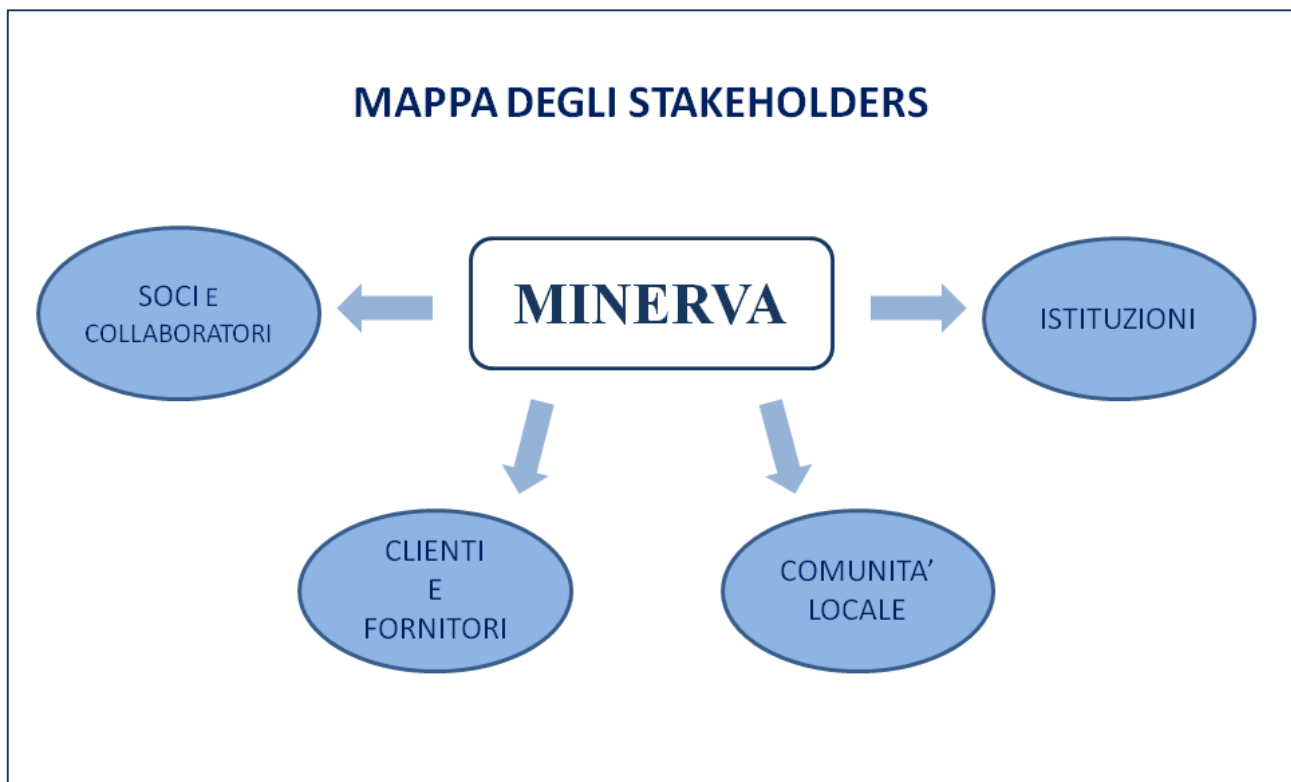 MAPPA DEGLI STAKEHOLDERS
SOCI E
COLLABORATORI
MINERVA
ISTITUZIONI
CLIENTI
E
FORNITORI
COMUNITA’
LOCALE